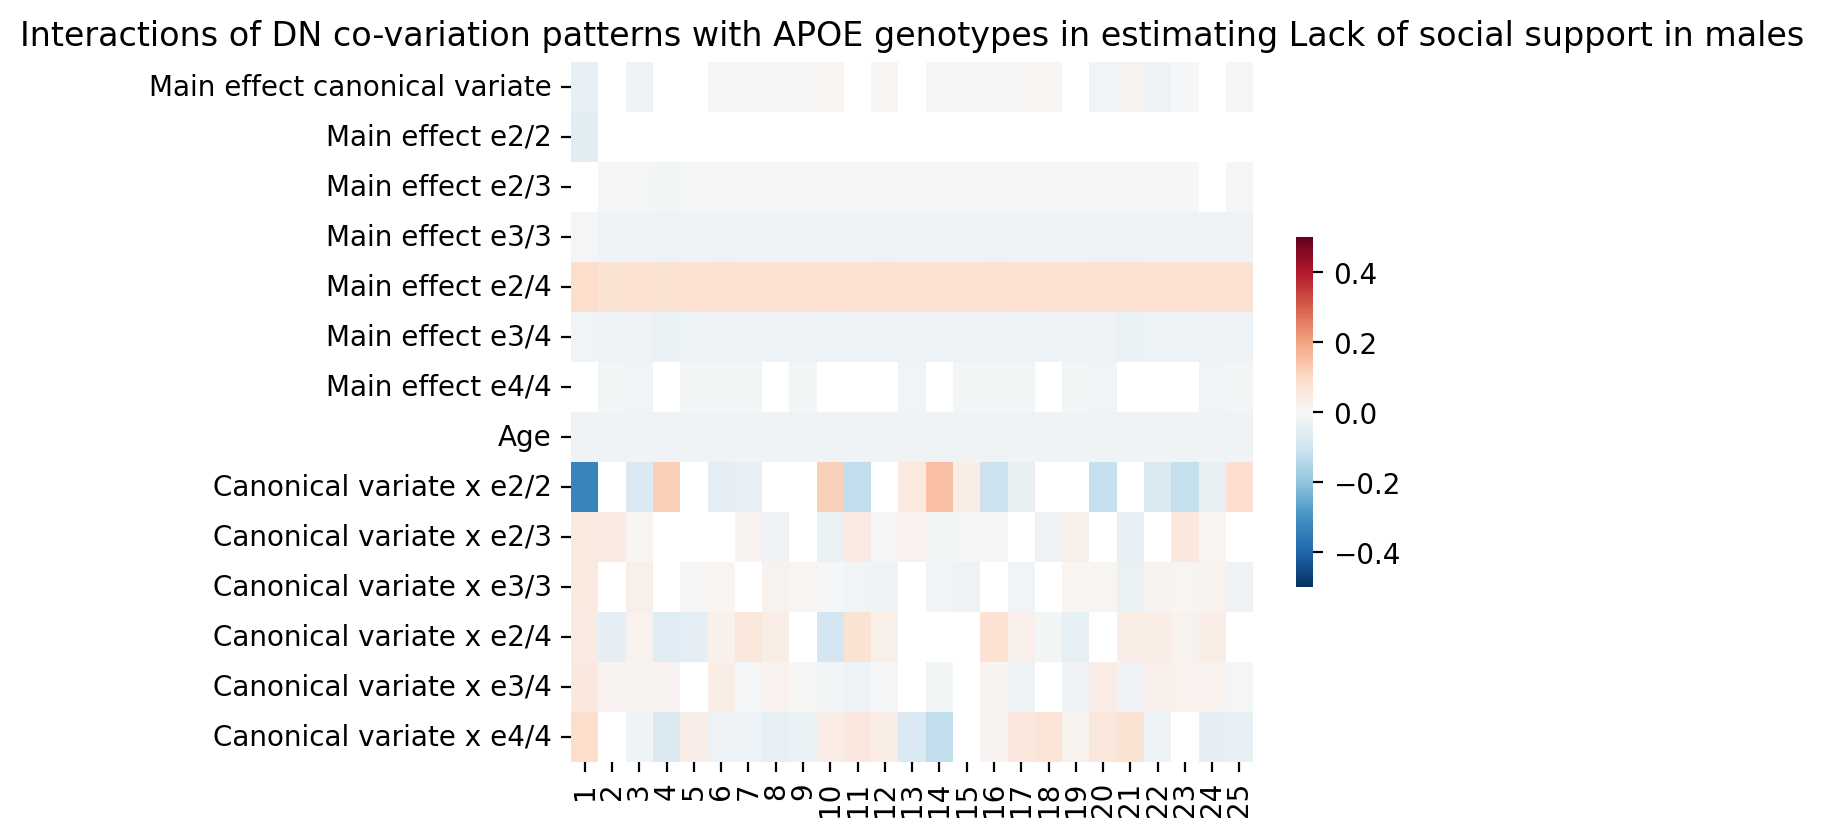 Interactions of DN co-variation patterns with APOE genotypes in estimating Lack of social support in males
Main effect canonical variate
Main effect e2/2
Main effect e2/3
Main effect e3/3
Main effect e2/4
Main effect e3/4
Main effect e4/4
Age
Canonical variate x e2/2
Canonical variate x e2/3
Canonical variate x e3/3
Canonical variate x e2/4
Canonical variate x e3/4
Canonical variate x e4/4
1 2 3 4 5 6 7 8 9 10 11 12 13 14 15 16 17 18 19 20 21 22 23 24 25
0.4
0.2
0.0
−0.2
−0.4